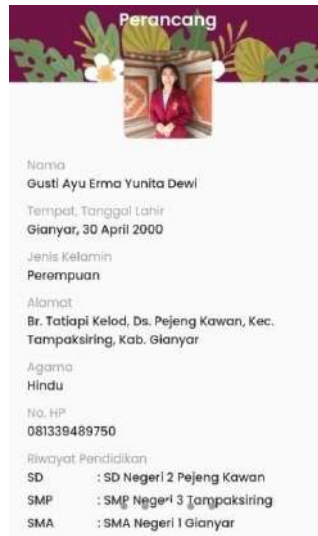 Perancang
Nama
Gusti Ayu Erma Yunita Dewi
Tempat, Tanggal Lahir
Gianyar, 30 April 2000
Jenis Kelamin
Perempuan
Alamat
Br. Tatiapi Kelod, Ds. Pejeng Kawan, Kec.
Tampaksiring, Kab. Gianyar
Agama
Hindu
No. HP
081339489750
Riwayat Pendidikan
SD : SD Negeri 2 Pejeng Kawan
SMP : SMP Negeri 3 Tampaksiring
SMA : SMA Negeri 1 Gianyar